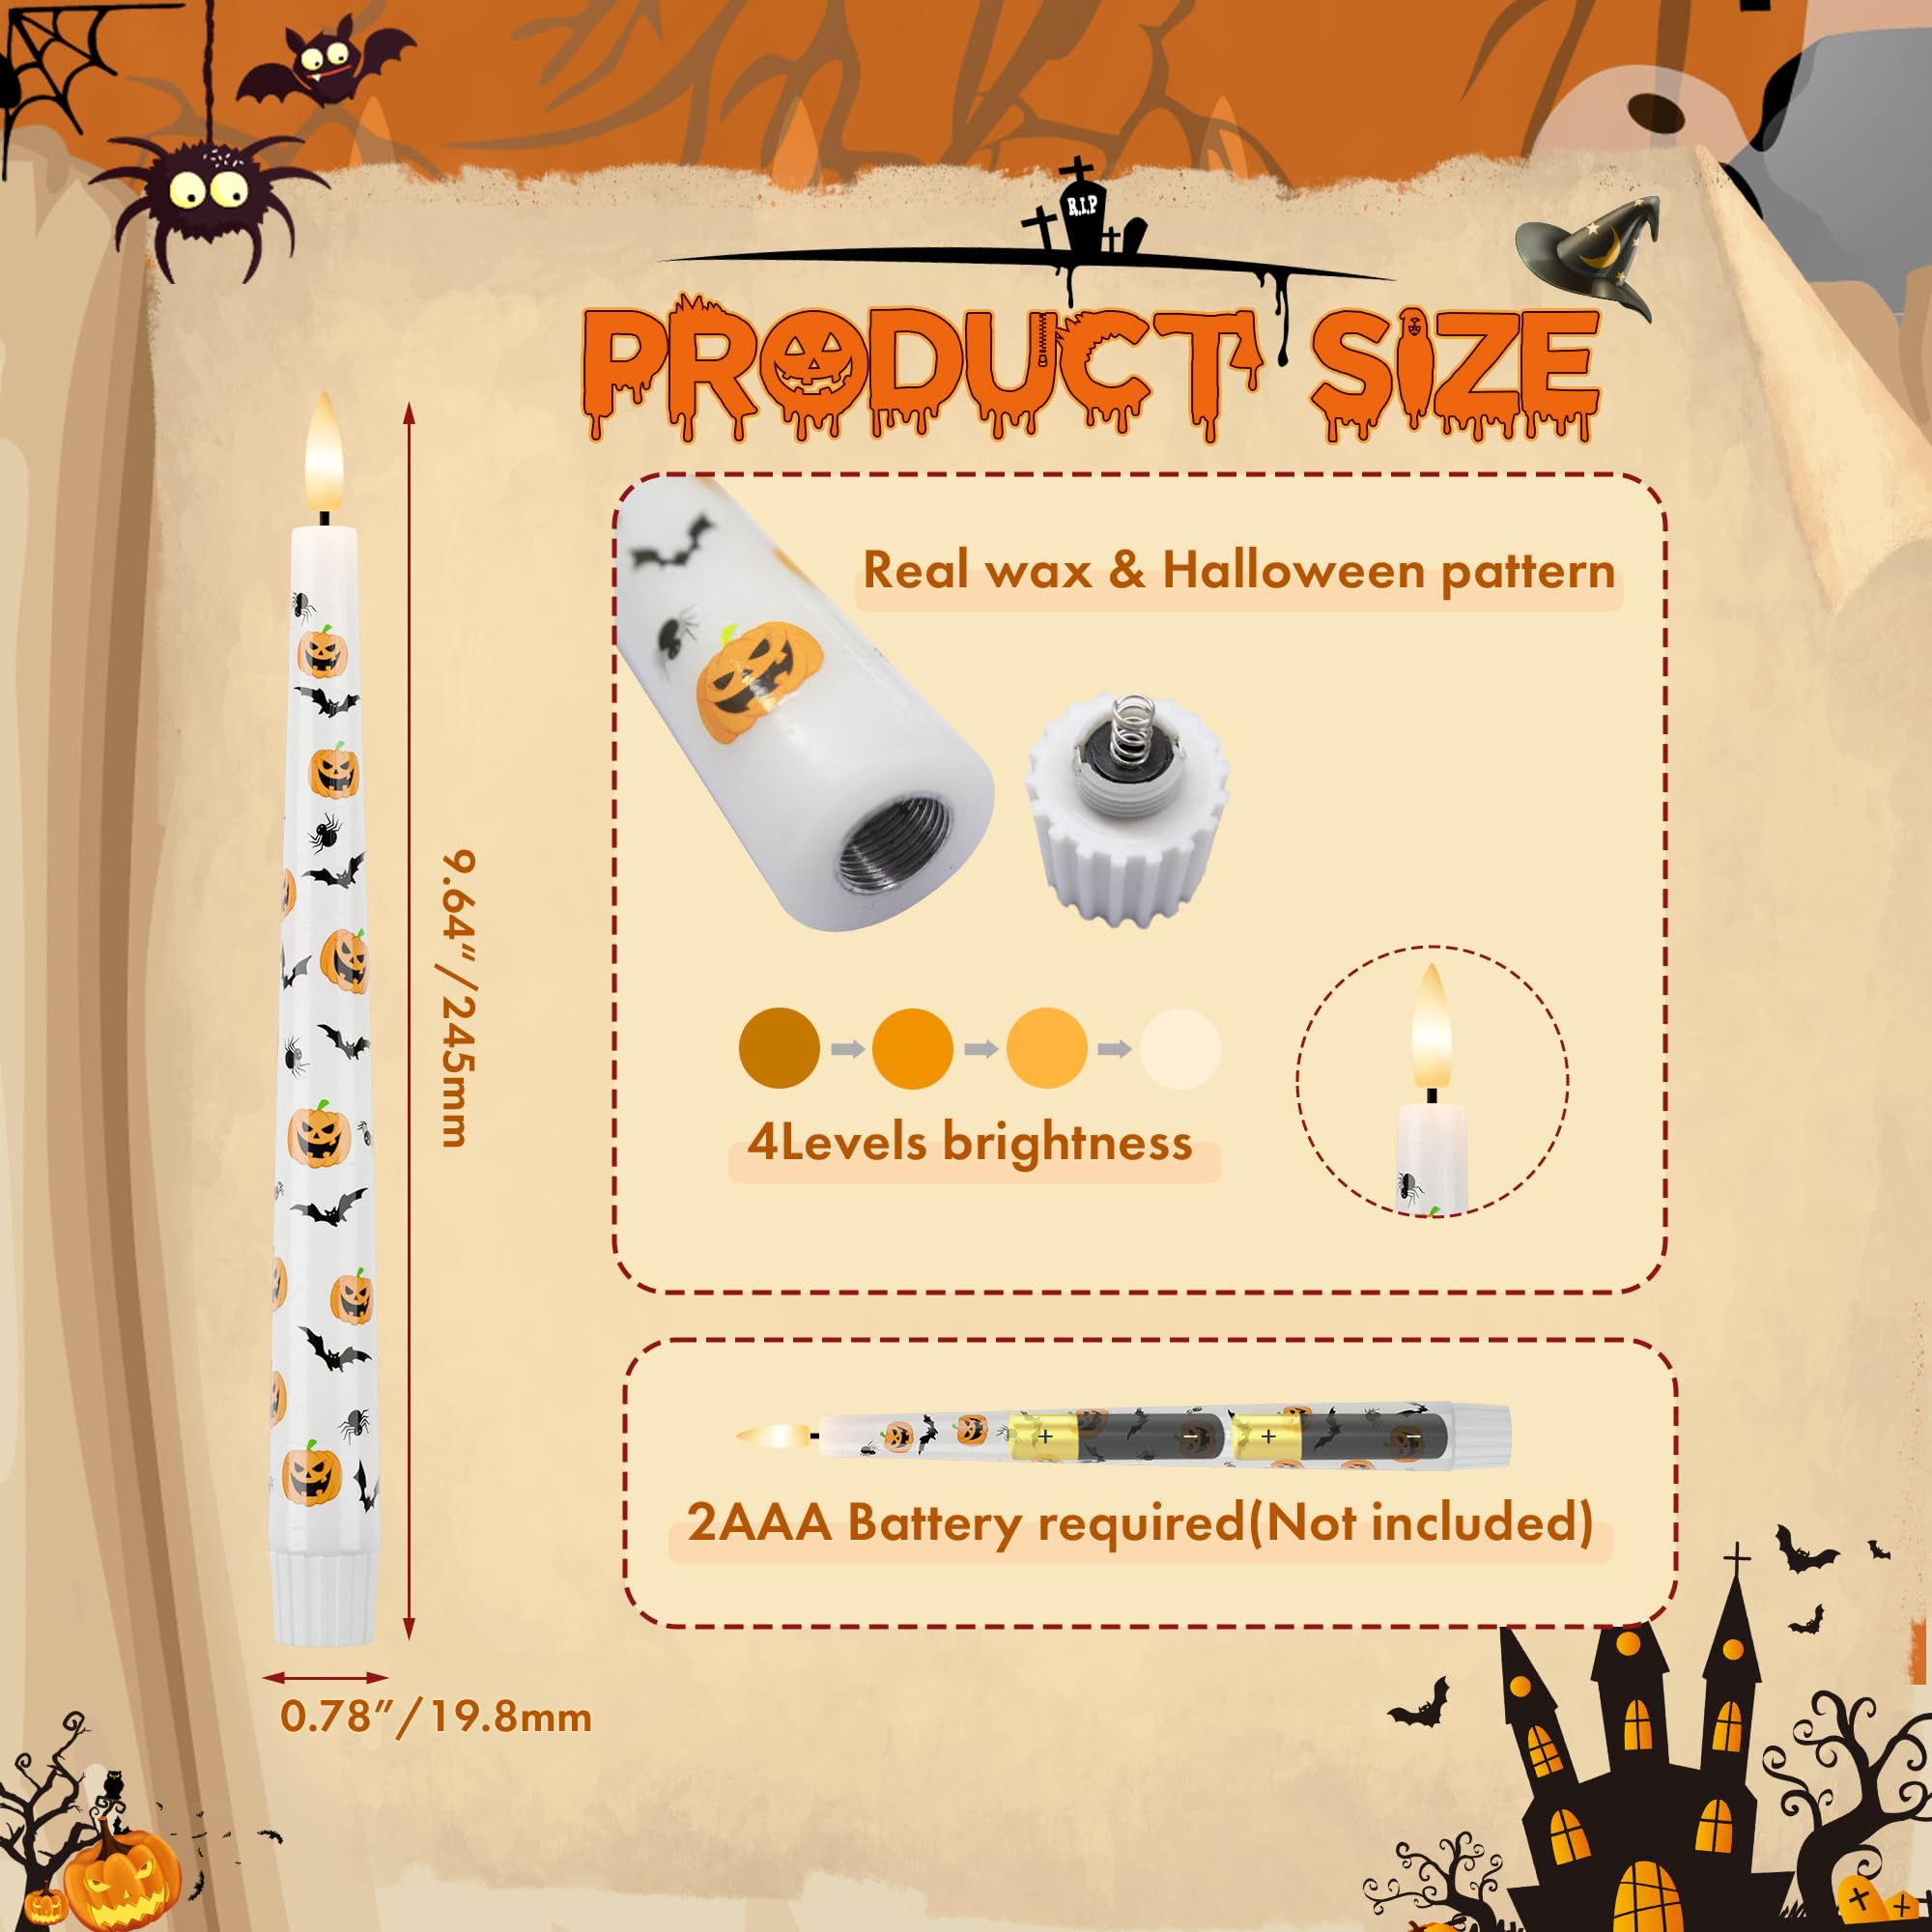 R.I.P
PRODUCT SIZE
Real wax & Halloween pattern
9.64″/245mm
4Levels brightness
+ − + −
2AAA Battery required(Not included)
0.78″/19.8mm